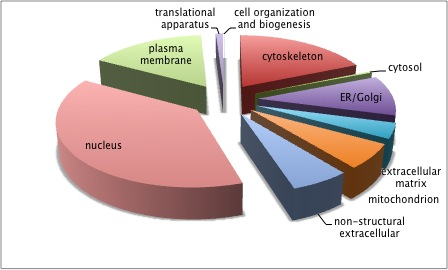 translational
apparatus
cell organization
and biogenesis
plasma
membrane
cytoskeleton
cytosol
ER/Golgi
nucleus
extracellular
matrix
mitochondrion
non-structural
extracellular